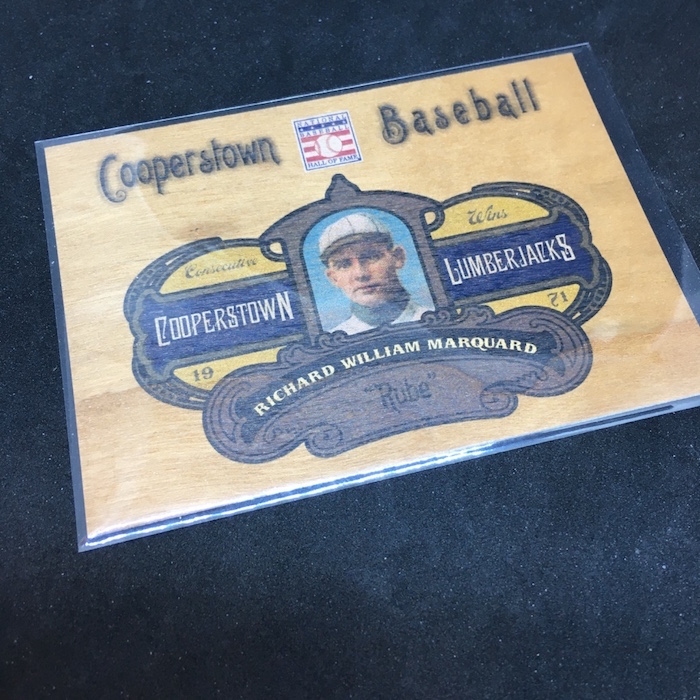 Cooperstown Baseball
NATIONAL
BASEBALL
HALL OF FAME
Consecutive Wins
COOPERSTOWN LUMBERJACKS
19 71
RICHARD WILLIAM MARQUARD
"Rube"